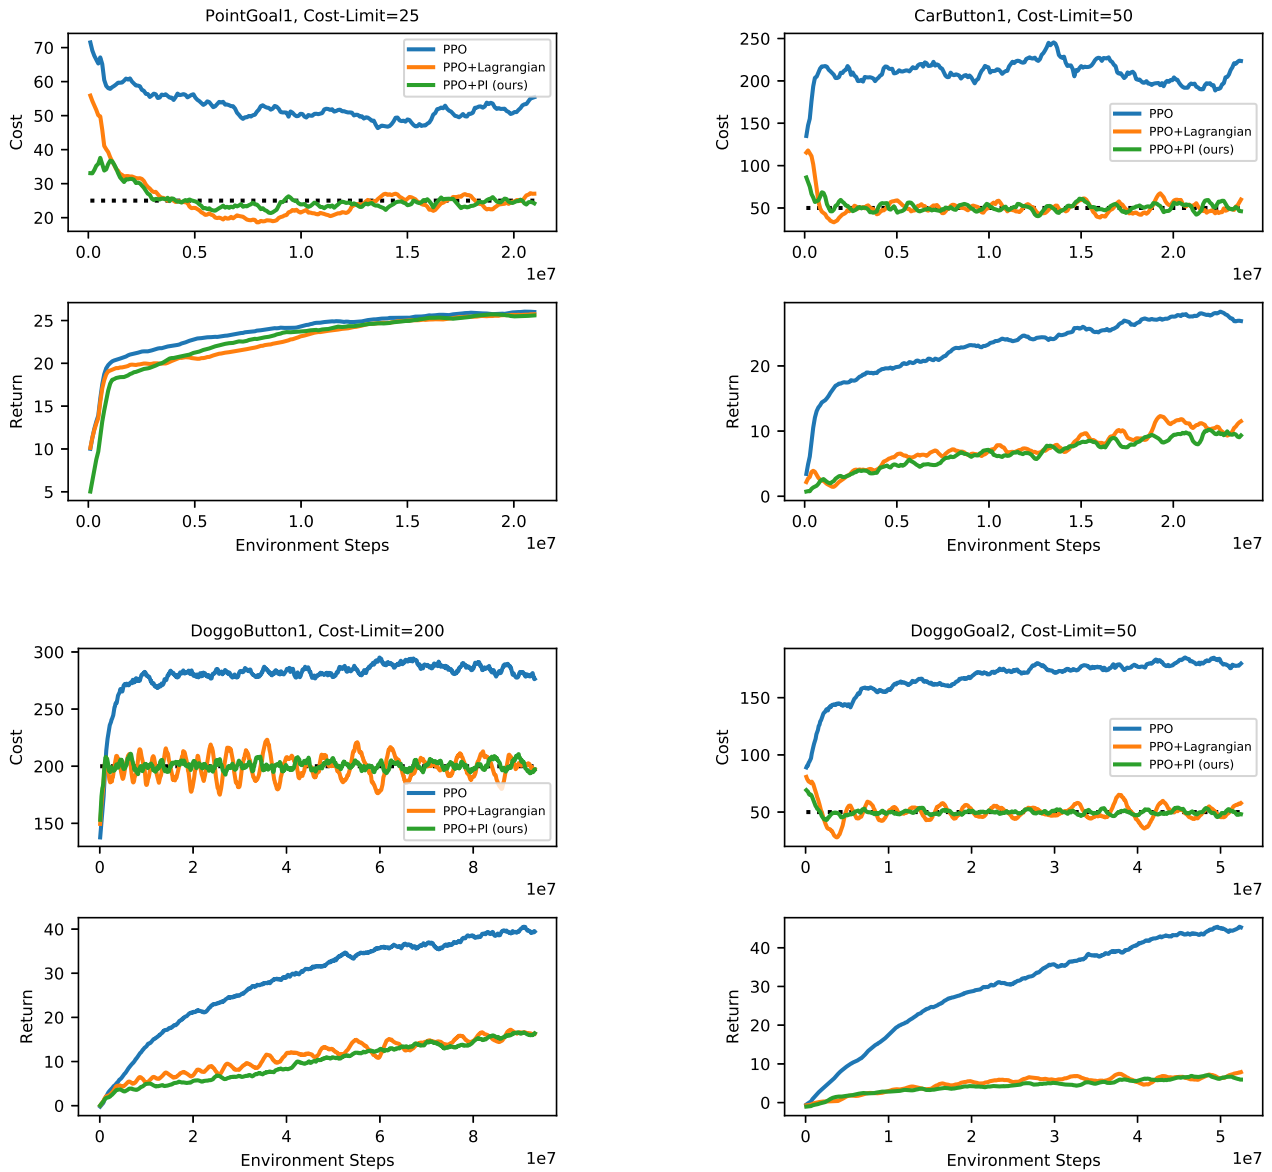 PointGoal1, Cost-Limit=25
Cost
70
60
50
40
30
20
PPO
PPO+Lagrangian
PPO+PI (ours)
0.0 0.5 1.0 1.5 2.0
1e7
Return
25
20
15
10
5
0.0 0.5 1.0 1.5 2.0
1e7
Environment Steps
CarButton1, Cost-Limit=50
Cost
250
200
150
100
50
PPO
PPO+Lagrangian
PPO+PI (ours)
0.0 0.5 1.0 1.5 2.0
1e7
Return
20
10
0
0.0 0.5 1.0 1.5 2.0
1e7
Environment Steps
DoggoButton1, Cost-Limit=200
Cost
300
250
200
150
PPO
PPO+Lagrangian
PPO+PI (ours)
0 2 4 6 8
1e7
Return
40
30
20
10
0
0 2 4 6 8
1e7
Environment Steps
DoggoGoal2, Cost-Limit=50
Cost
150
100
50
PPO
PPO+Lagrangian
PPO+PI (ours)
0 1 2 3 4 5
1e7
Return
40
30
20
10
0
0 1 2 3 4 5
1e7
Environment Steps